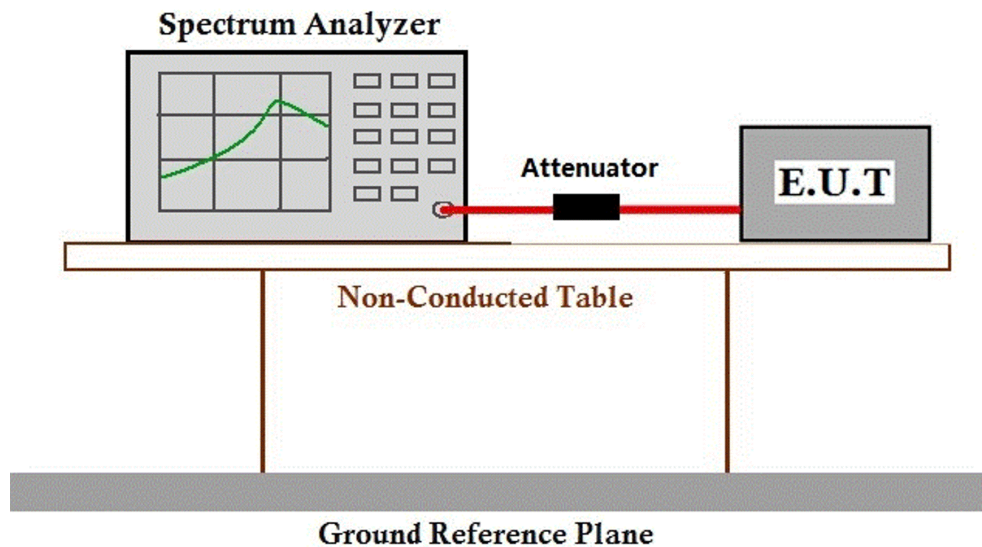 Spectrum Analyzer
Attenuator
E.U.T
Non-Conducted Table
Ground Reference Plane